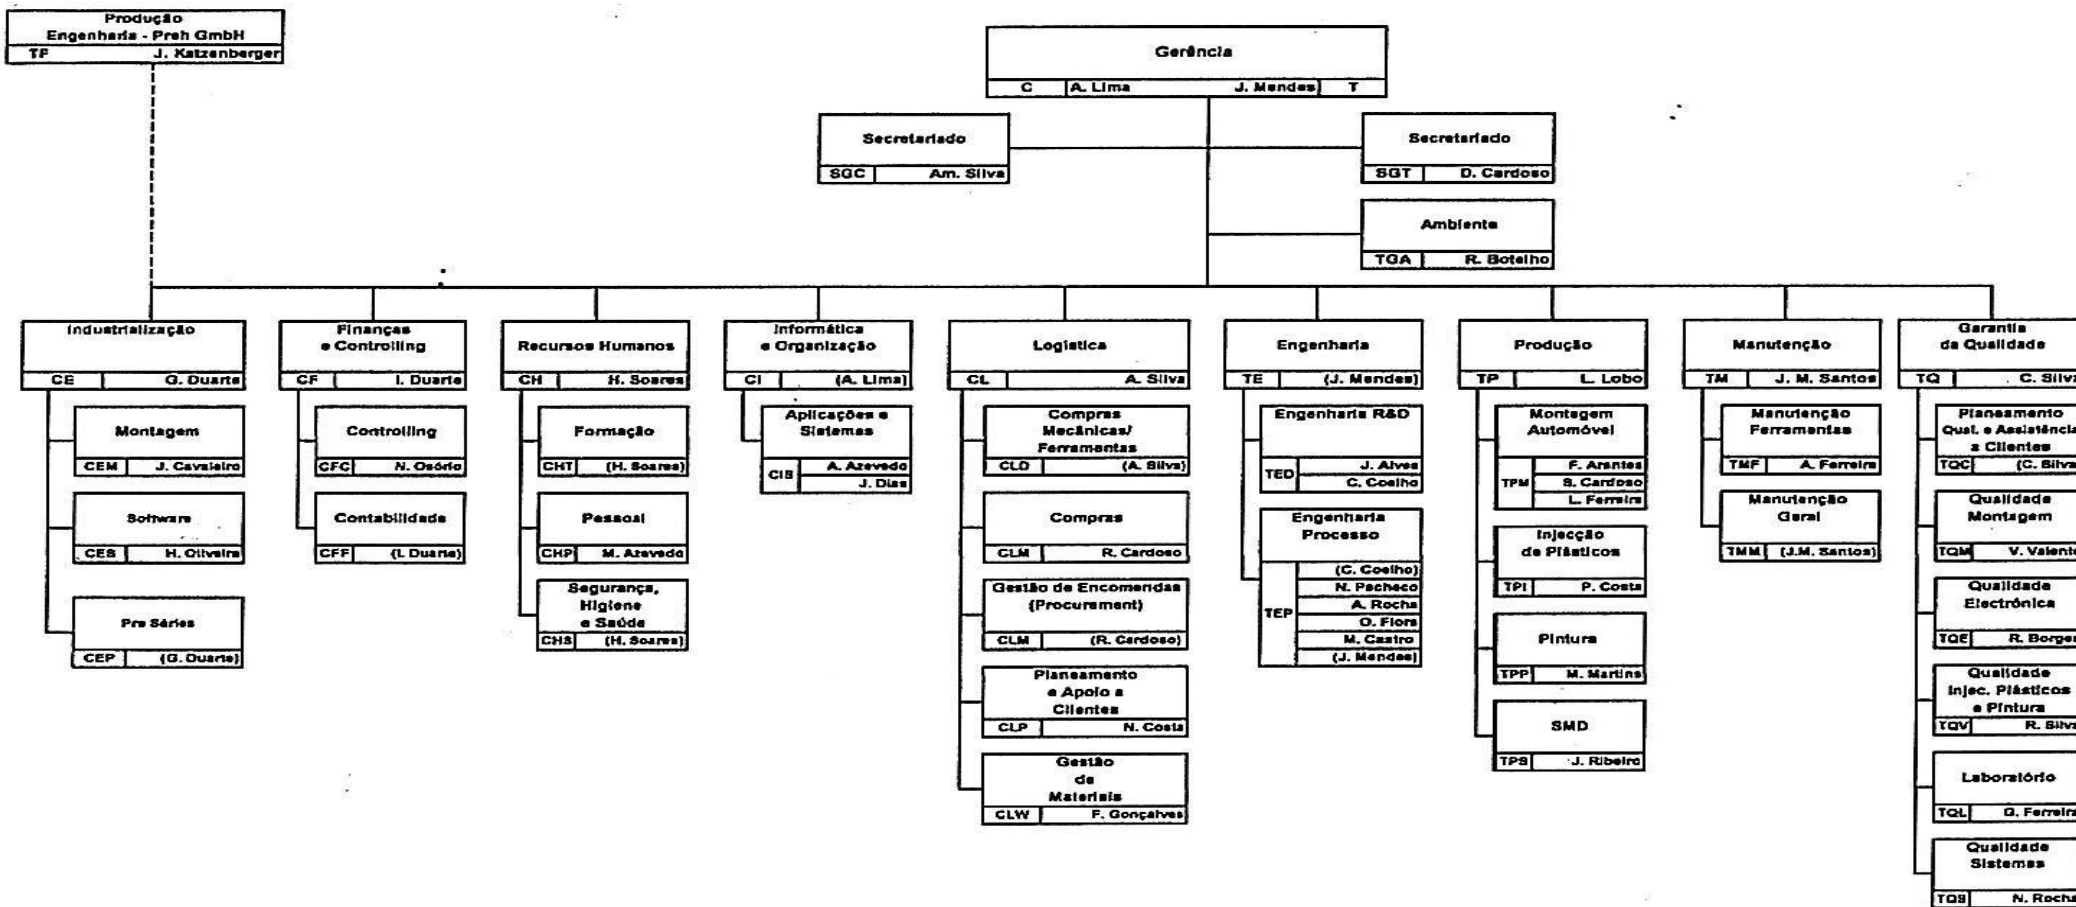 Produção
Engenharia - Preh GmbH
TF J. Katzenberger
Gerência
C A. Lima J. Mendes T
Secretariado
SGC Am. Silva
Secretariado
SGT D. Cardoso
Ambiente
TGA R. Botelho
Industrialização
CE G. Duarte
Montagem
CEM J. Cavaleiro
Software
CES H. Oliveira
Pre Séries
CEP (G. Duarte)
Finanças
e Controlling
CF I. Duarte
Controlling
CFC N. Osório
Contabilidade
CFF (I. Duarte)
Recursos Humanos
CH H. Soares
Formação
CHT (H. Soares)
Pessoal
CHP M. Azevedo
Segurança,
Higiene
e Saúde
CHS (H. Soares)
Informática
e Organização
CI (A. Lima)
Aplicações e
Sistemas
CIS A. Azevedo
J. Dias
Logística
CL A. Silva
Compras
Mecânicas/
Ferramentas
CLD (A. Silva)
Compras
CLM R. Cardoso
Gestão de Encomendas
(Procurament)
CLM (R. Cardoso)
Planeamento
e Apoio a
Clientes
CLP N. Costa
Gestão
de
Materiais
CLW F. Gonçalves
Engenharia
TE (J. Mendes)
Engenharia R&D
TED J. Alves
C. Coelho
Engenharia
Processo
TEP (C. Coelho)
N. Pacheco
A. Rocha
O. Fiors
M. Castro
(J. Mendes)
Produção
TP L. Lobo
Montagem
Automóvel
TPM F. Arantes
S. Cardoso
L. Ferreira
Injecção
de Plásticos
TPI P. Costa
Pintura
TPP M. Martins
SMD
TPS J. Ribeiro
Manutenção
TM J. M. Santos
Manutenção
Ferramentas
TMF A. Ferreira
Manutenção
Geral
TMM (J.M. Santos)
Garantia
da Qualidade
TQ C. Silva
Planeamento
Qual. e Assistência
a Clientes
TQC (C. Silva
Qualidade
Montagem
TQM V. Valente
Qualidade
Electrónica
TQE R. Borges
Qualidade
Injec. Plásticos
e Pintura
TQV R. Silva
Laboratório
TQL G. Ferreira
Qualidade
Sistemas
TQS N. Rocha